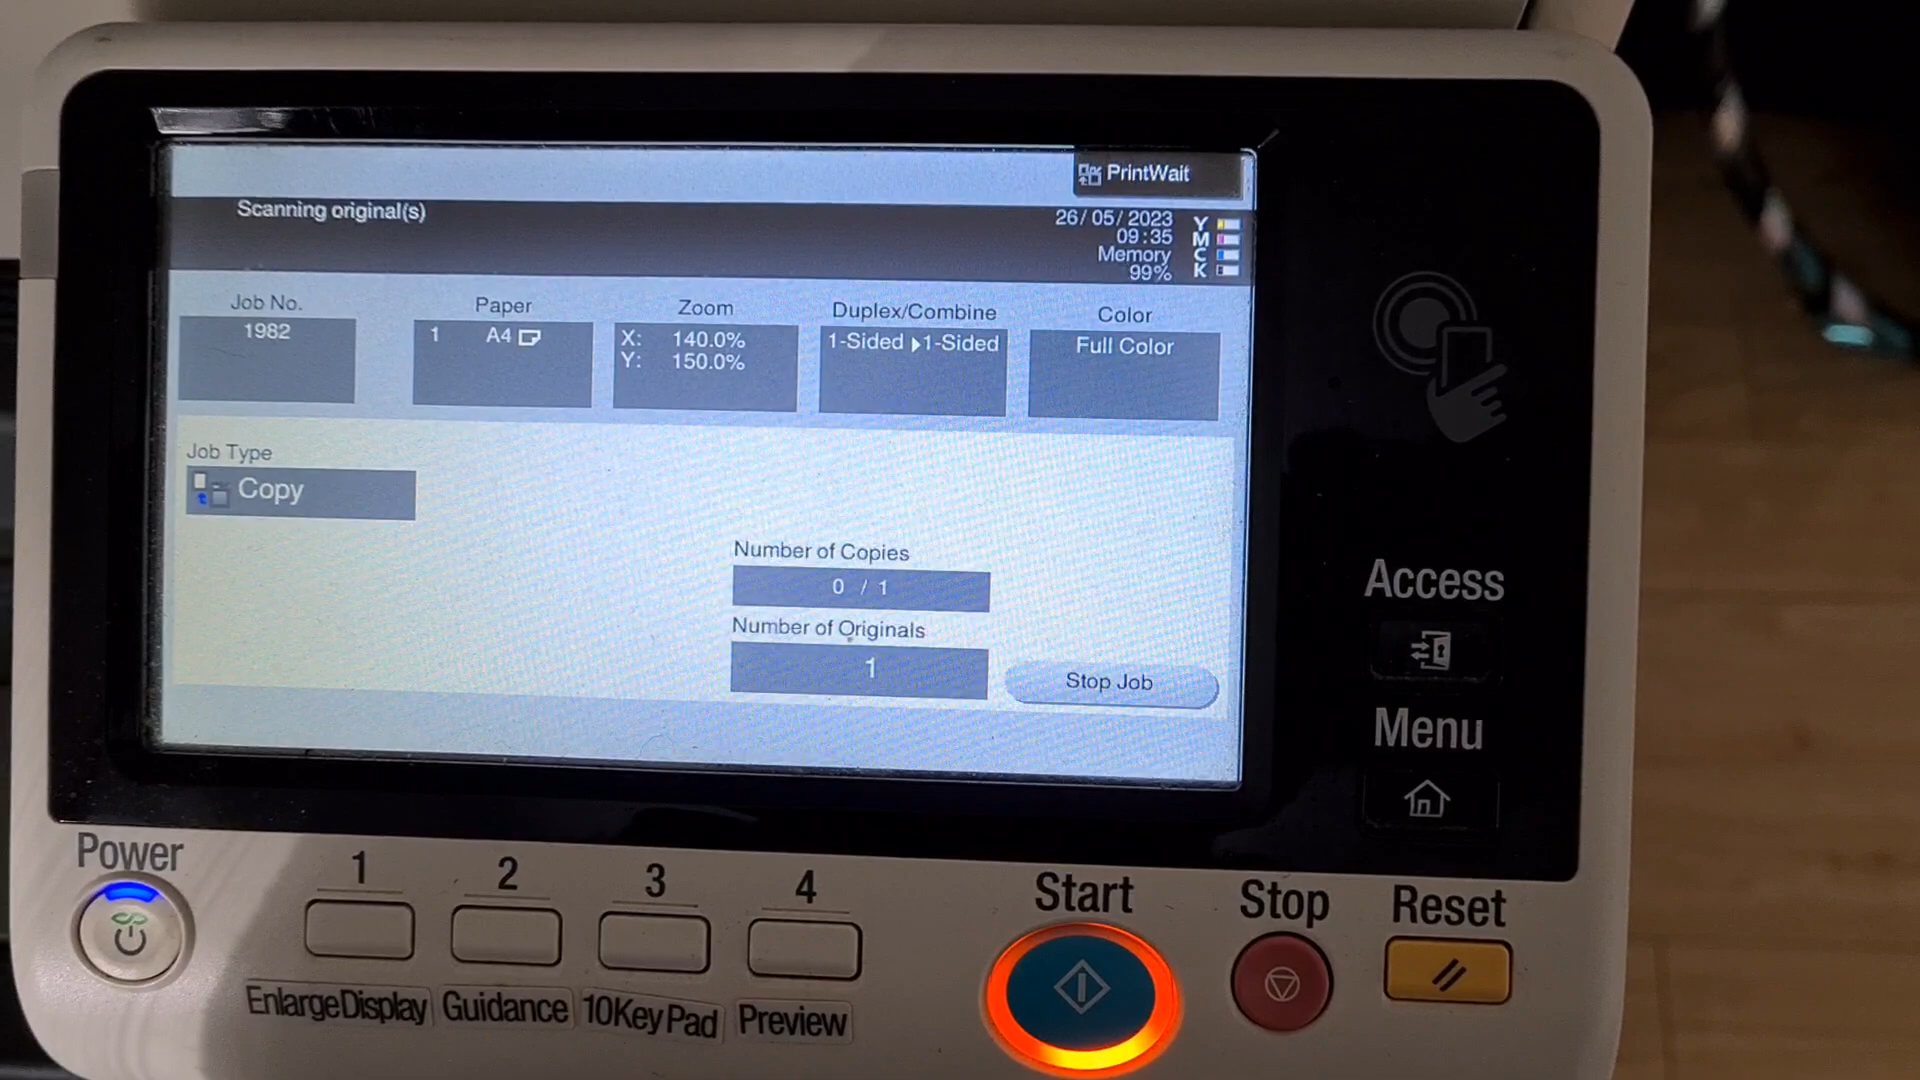 PrintWait
Scanning original(s)
26/05/2023
09:35
Memory
99%
Y
M
C
K
Job No.
1982
Paper
1 A4
Zoom
X: 140.0%
Y: 150.0%
Duplex/Combine
1-Sided ▶1-Sided
Color
Full Color
Job Type
Copy
Number of Copies
0 / 1
Number of Originals
1
Stop Job
Access
Menu
Power
1
2
3
4
Start
Stop
Reset
EnlargeDisplay
Guidance
10Key Pad
Preview